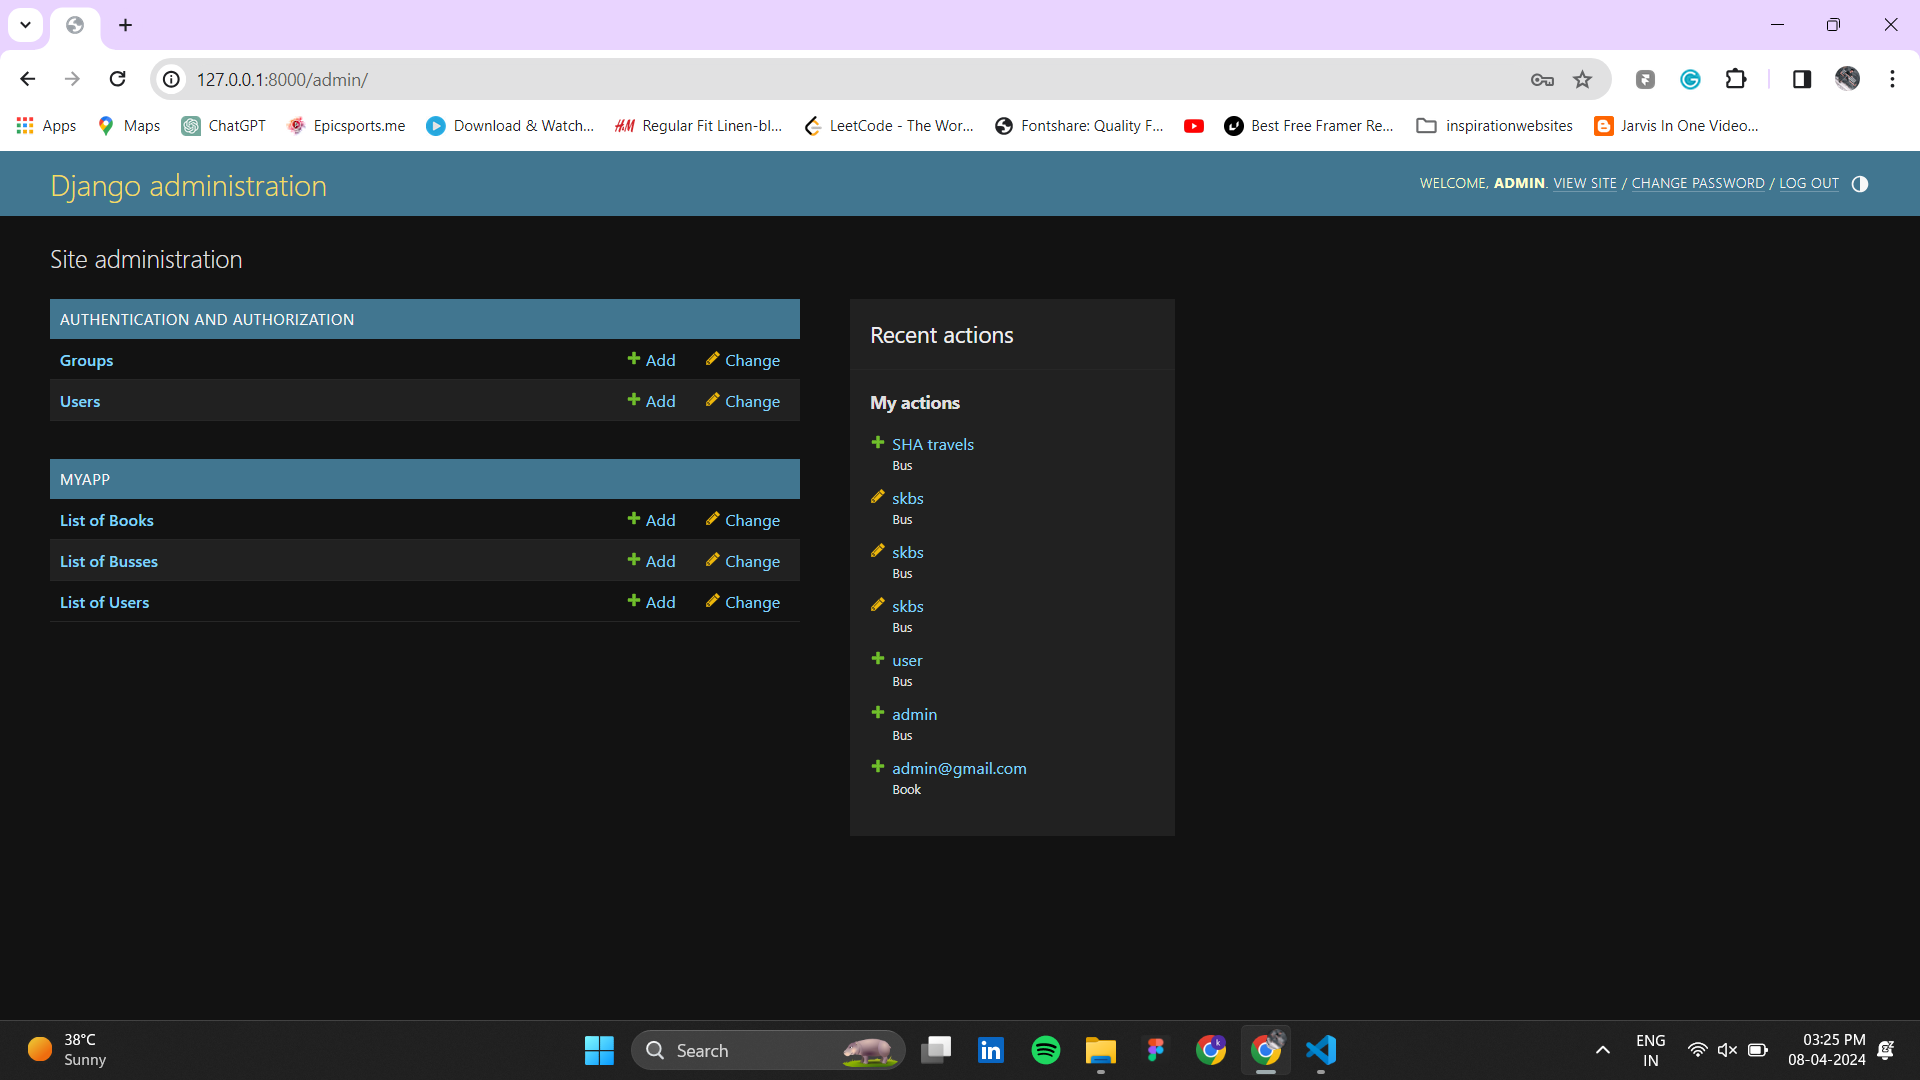 127.0.0.1:8000/admin/
Apps Maps ChatGPT Epicsports.me Download & Watch... H&M Regular Fit Linen-bl... LeetCode - The Wor... Fontshare: Quality F... Best Free Framer Re... inspirationwebsites Jarvis In One Video...
Django administration
WELCOME, ADMIN. VIEW SITE / CHANGE PASSWORD / LOG OUT
Site administration
AUTHENTICATION AND AUTHORIZATION
Groups Add Change
Users Add Change
MYAPP
List of Books Add Change
List of Busses Add Change
List of Users Add Change
Recent actions
My actions
SHA travels
Bus
skbs
Bus
skbs
Bus
skbs
Bus
user
Bus
admin
Bus
admin@gmail.com
Book
38°C
Sunny
Search
in
k
ENG
IN
03:25 PM
08-04-2024